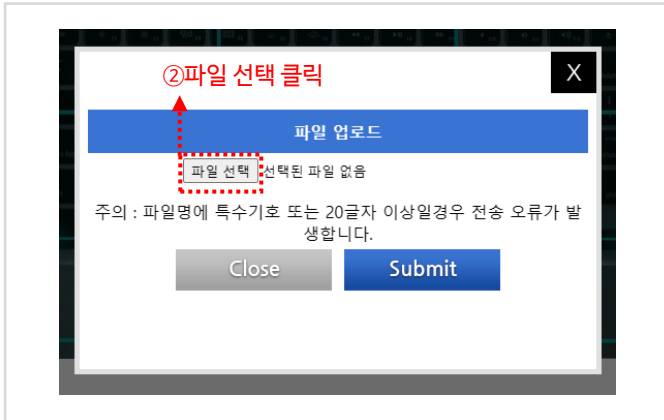 ②파일 선택 클릭
X
파일 업로드
파일 선택 선택된 파일 없음
주의 : 파일명에 특수기호 또는 20글자 이상일경우 전송 오류가 발
생합니다.
Close Submit